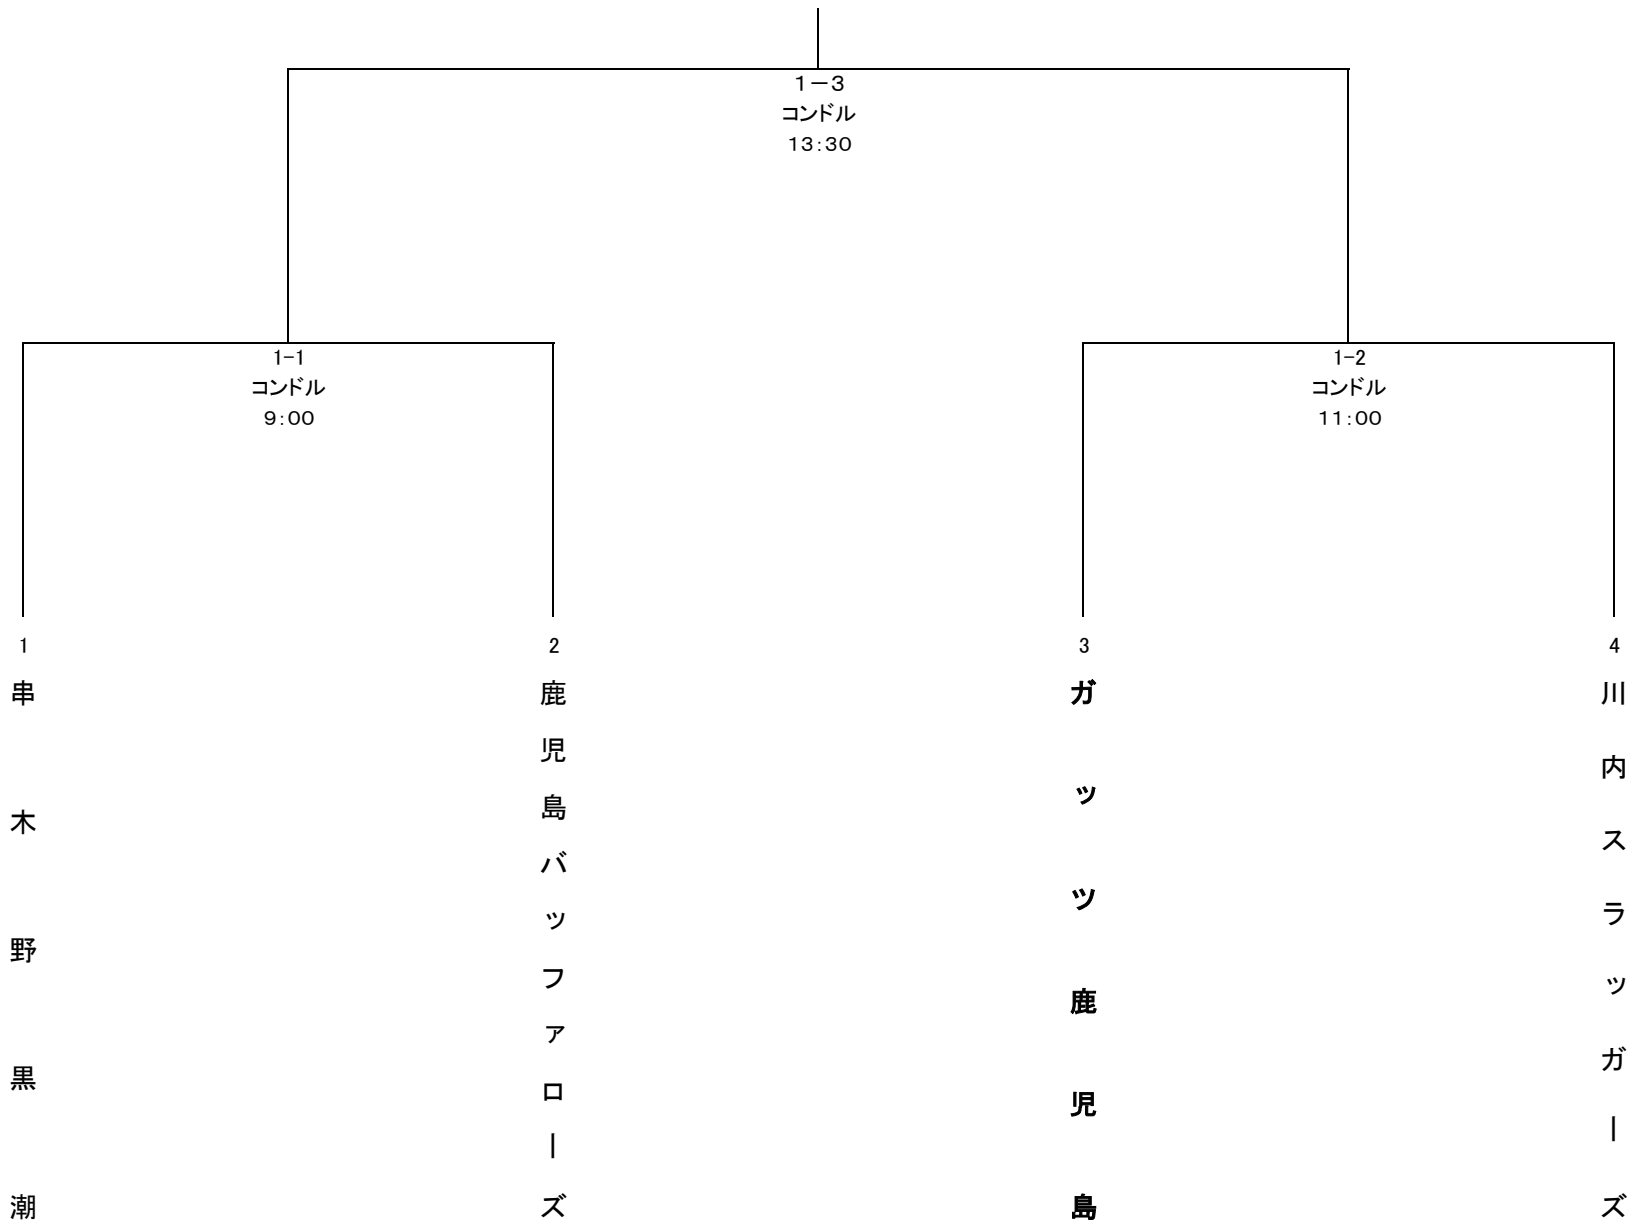 １－３
コンドル
１３：３０
1-1
コンドル
９：００
1-2
コンドル
１１：００
1
2
3
4
串木野黒潮
鹿児島バッファローズ
ガッツ鹿児島
川内スラッガーズ